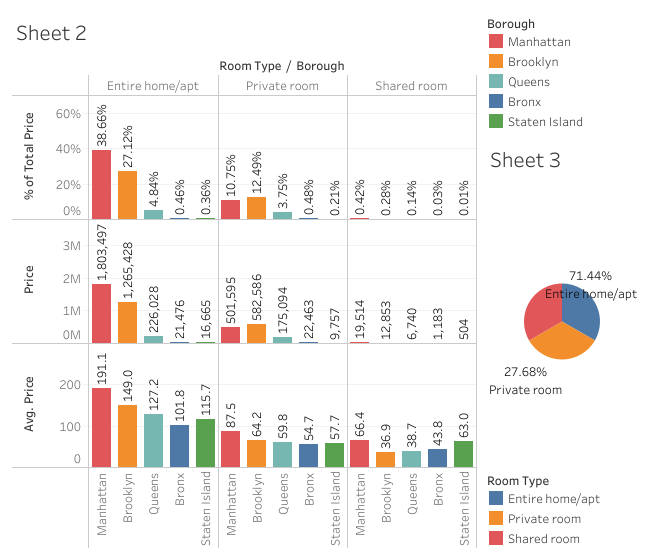 Sheet 2
Room Type / Borough
Entire home/apt Private room Shared room
% of Total Price
60%
40%
20%
0%
38.66% 27.12% 4.84% 0.46% 0.36% 10.75% 12.49% 3.75% 0.48% 0.21% 0.42% 0.28% 0.14% 0.03% 0.01%
Price
3M
2M
1M
0M
1,803,497 1,265,428 226,028 21,476 16,665 501,595 582,586 175,094 22,463 9,757 19,514 12,853 6,740 1,183 504
Avg. Price
200
100
0
191.1 149.0 127.2 101.8 115.7 87.5 64.2 59.8 54.7 57.7 66.4 36.9 38.7 43.8 63.0
Manhattan Brooklyn Queens Bronx Staten Island Manhattan Brooklyn Queens Bronx Staten Island Manhattan Brooklyn Queens Bronx Staten Island
Borough
Manhattan
Brooklyn
Queens
Bronx
Staten Island
Sheet 3
71.44%
Entire home/apt
27.68%
Private room
Room Type
Entire home/apt
Private room
Shared room